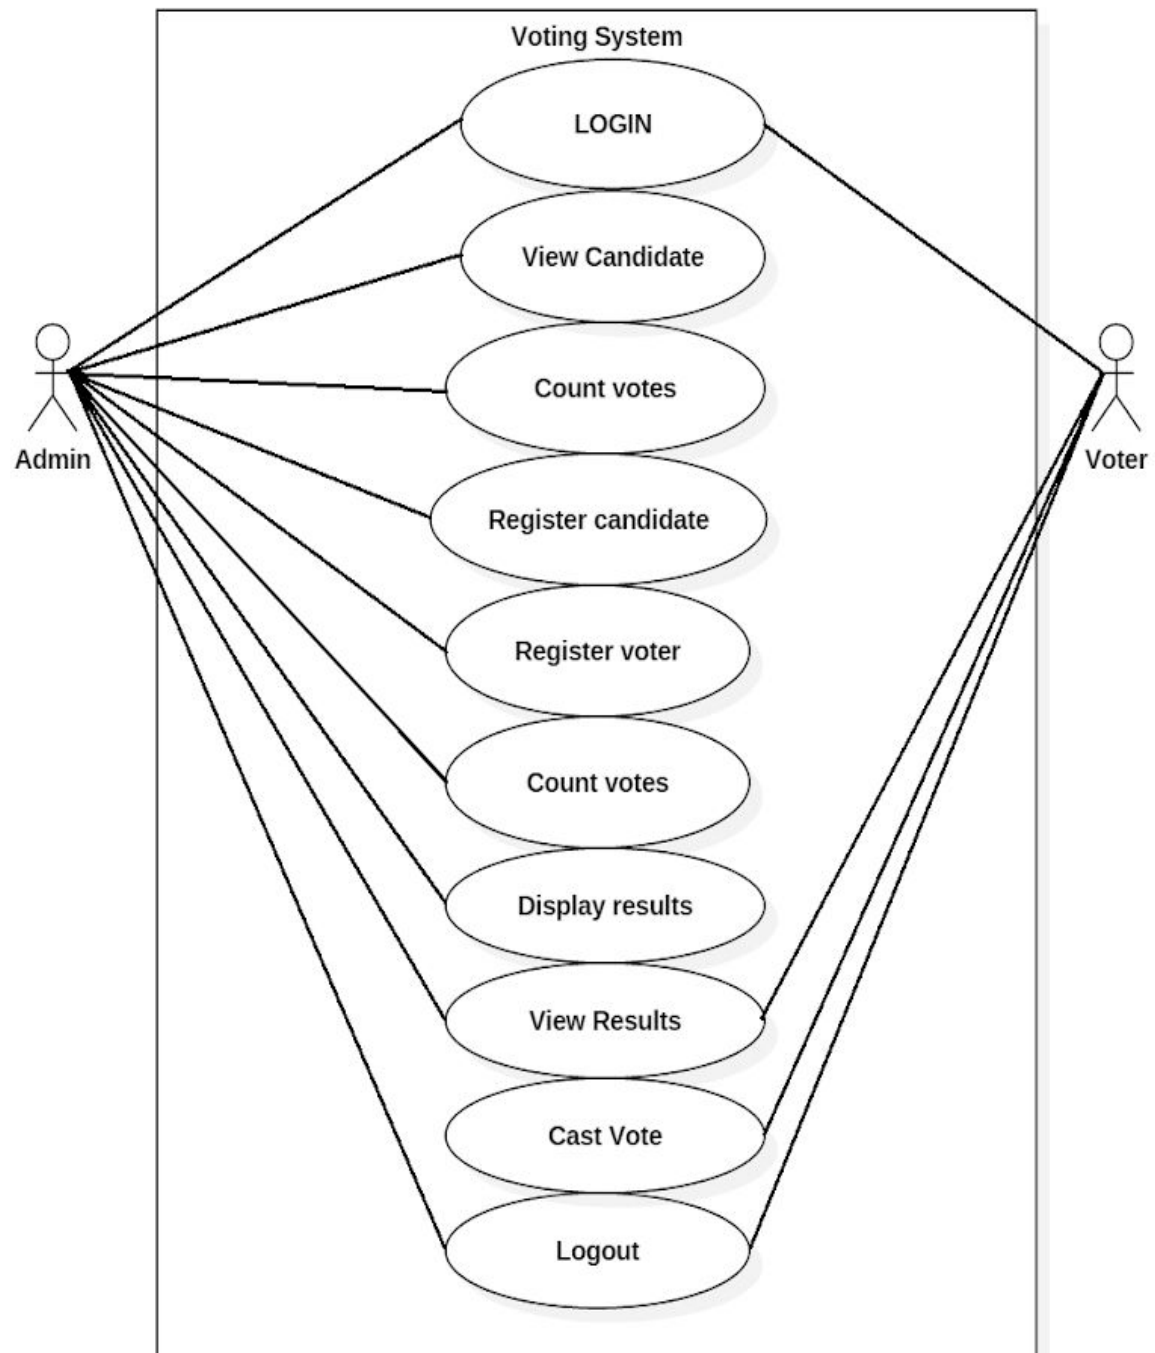 Voting System
LOGIN
View Candidate
Count votes
Admin
Voter
Register candidate
Register voter
Count votes
Display results
View Results
Cast Vote
Logout